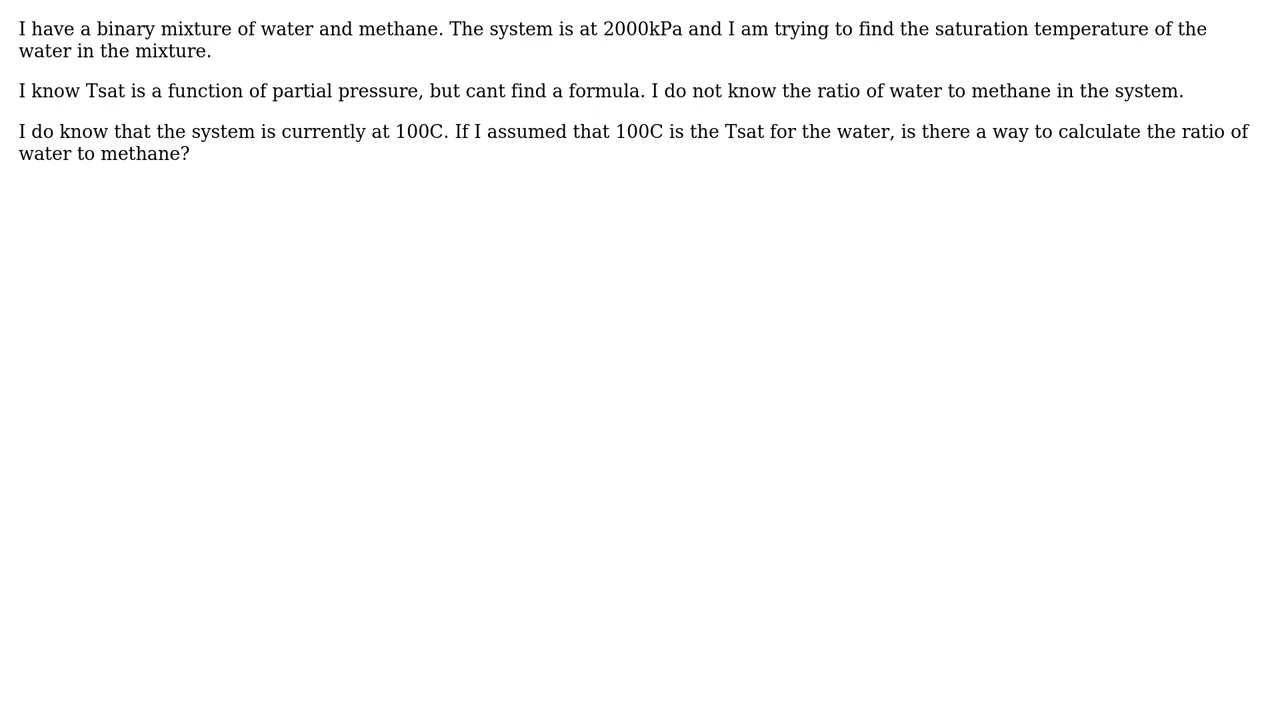 I have a binary mixture of water and methane. The system is at 2000kPa and I am trying to find the saturation temperature of the
water in the mixture.
I know Tsat is a function of partial pressure, but cant find a formula. I do not know the ratio of water to methane in the system.
I do know that the system is currently at 100C. If I assumed that 100C is the Tsat for the water, is there a way to calculate the ratio of
water to methane?